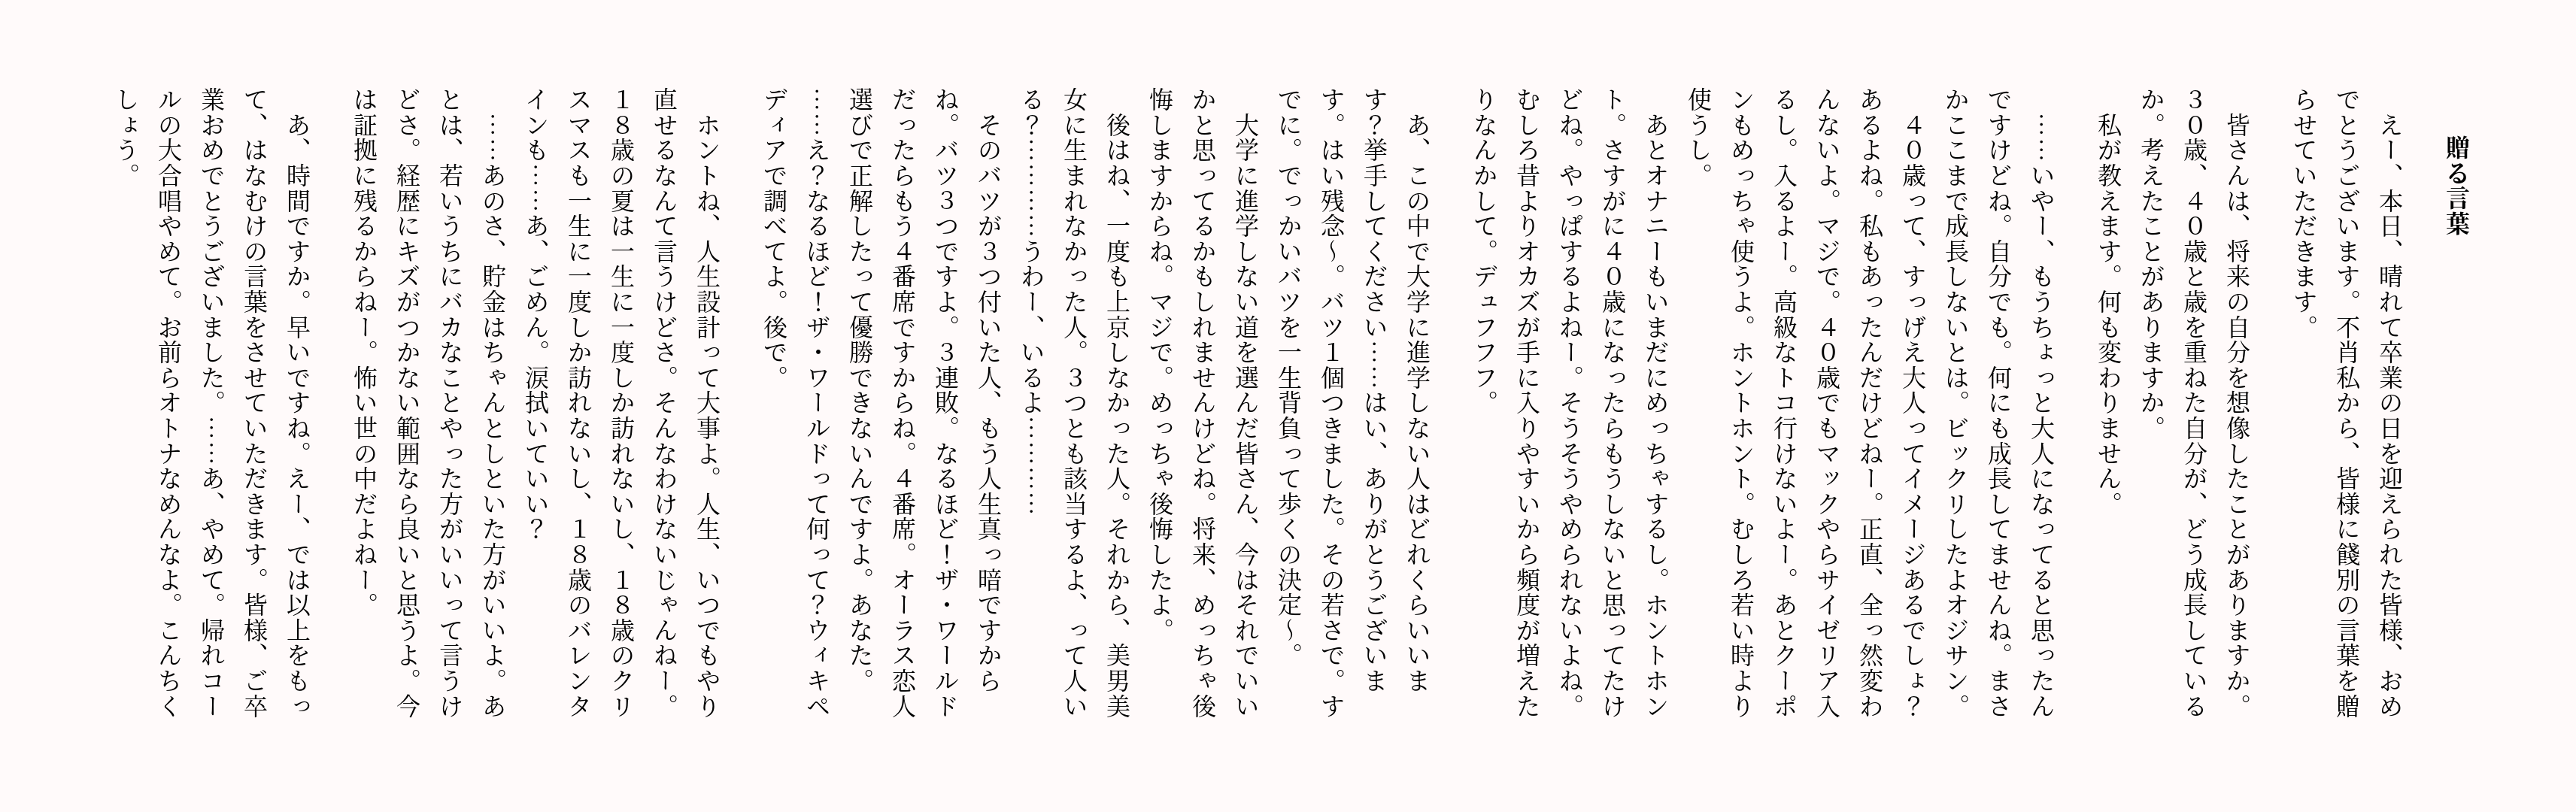 贈る言葉
えー、本日、晴れて卒業の日を迎えられた皆様、おめ
でとうございます。不肖私から、皆様に餞別の言葉を贈
らせていただきます。
皆さんは、将来の自分を想像したことがありますか。
３０歳、４０歳と歳を重ねた自分が、どう成長している
か。考えたことがありますか。
私が教えます。何も変わりません。
……いやー、もうちょっと大人になってると思ったん
ですけどね。自分でも。何にも成長してませんね。まさ
かここまで成長しないとは。ビックリしたよオジサン。
４０歳って、すっげえ大人ってイメージあるでしょ？
あるよね。私もあったんだけどねー。正直、全っ然変わ
んないよ。マジで。４０歳でもマックやらサイゼリア入
るし。入るよー。高級なトコ行けないよー。あとクーポ
ンもめっちゃ使うよ。ホントホント。むしろ若い時より
使うし。
あとオナニーもいまだにめっちゃするし。ホントホン
ト。さすがに４０歳になったらもうしないと思ってたけ
どね。やっぱするよねー。そうそうやめられないよね。
むしろ昔よりオカズが手に入りやすいから頻度が増えた
りなんかして。デュフフフ。
あ、この中で大学に進学しない人はどれくらいいま
す？挙手してください……はい、ありがとうございま
す。はい残念～。バツ１個つきました。その若さで。す
でに。でっかいバツを一生背負って歩くの決定～。
大学に進学しない道を選んだ皆さん、今はそれでいい
かと思ってるかもしれませんけどね。将来、めっちゃ後
悔しますからね。マジで。めっちゃ後悔したよ。
後はね、一度も上京しなかった人。それから、美男美
女に生まれなかった人。３つとも該当するよ、って人い
る？…………うわー、いるよ…………
そのバツが３つ付いた人、もう人生真っ暗ですから
ね。バツ３つですよ。３連敗。なるほど！ザ・ワールド
だったらもう４番席ですからね。４番席。オーラス恋人
選びで正解したって優勝できないんですよ。あなた。
……え？なるほど！ザ・ワールドって何って？ウィキペ
ディアで調べてよ。後で。
ホントね、人生設計って大事よ。人生、いつでもやり
直せるなんて言うけどさ。そんなわけないじゃんねー。
１８歳の夏は一生に一度しか訪れないし、１８歳のクリ
スマスも一生に一度しか訪れないし、１８歳のバレンタ
インも……あ、ごめん。涙拭いていい？
……あのさ、貯金はちゃんとしといた方がいいよ。あ
とは、若いうちにバカなことやった方がいいって言うけ
どさ。経歴にキズがつかない範囲なら良いと思うよ。今
は証拠に残るからねー。怖い世の中だよねー。
あ、時間ですか。早いですね。えー、では以上をもっ
て、はなむけの言葉をさせていただきます。皆様、ご卒
業おめでとうございました。……あ、やめて。帰れコー
ルの大合唱やめて。お前らオトナなめんなよ。こんちく
しょう。